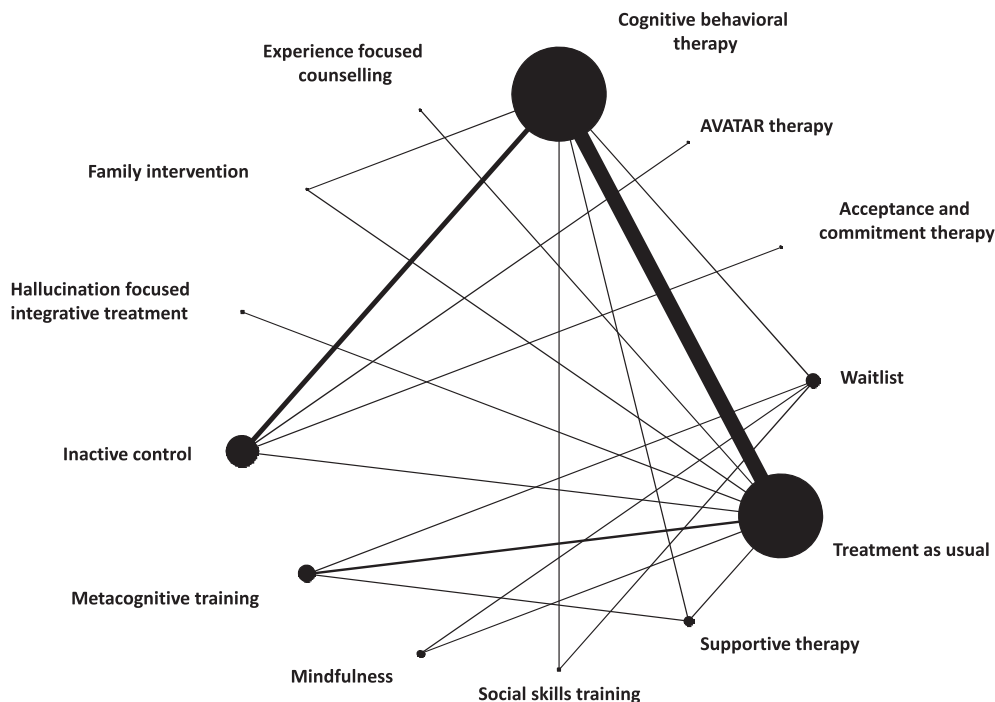 Cognitive behavioral
therapy
Experience focused
counselling
AVATAR therapy
Family intervention
Acceptance and
commitment therapy
Hallucination focused
integrative treatment
Waitlist
Inactive control
Treatment as usual
Metacognitive training
Supportive therapy
Mindfulness
Social skills training